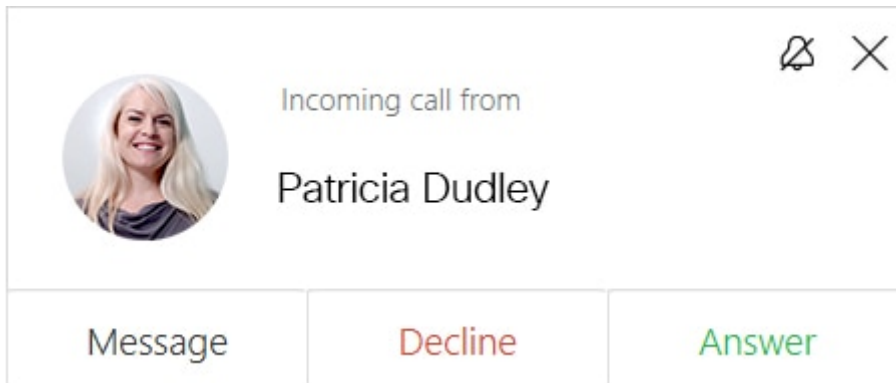 Incoming call from
Patricia Dudley
Message Decline Answer